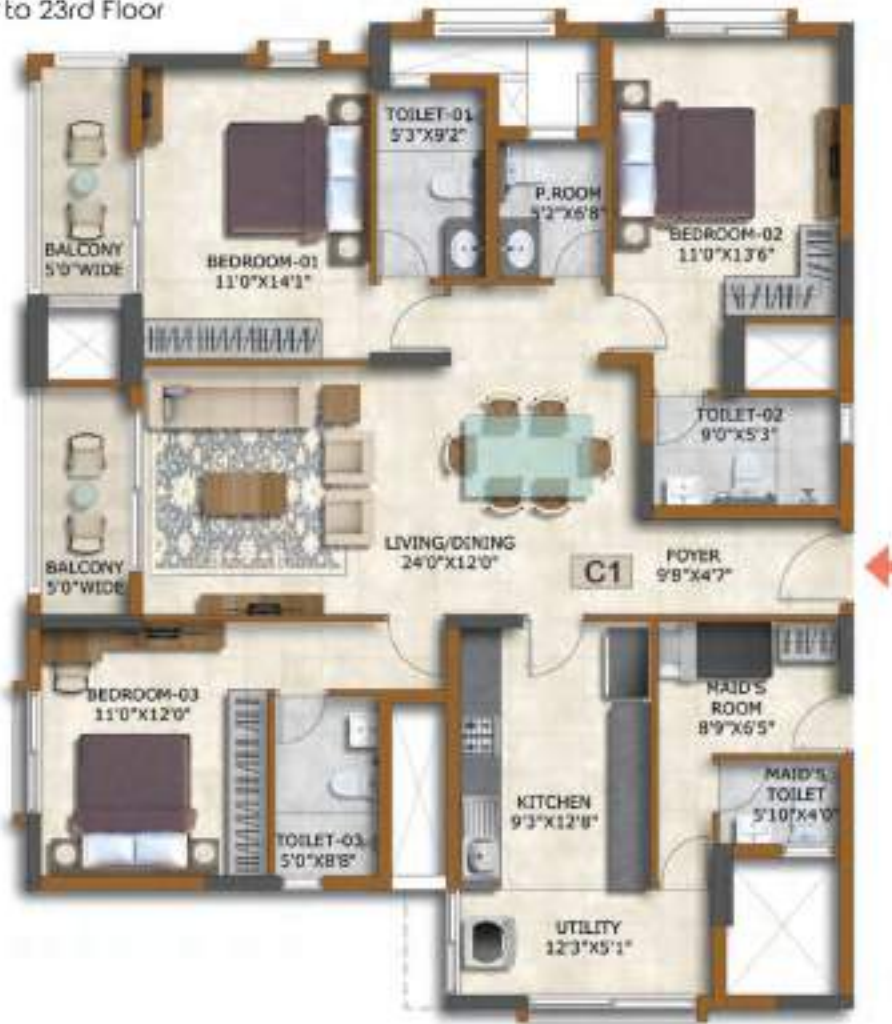 to 23rd Floor
TOILET-01
5'3"X9'2"
P.ROOM
5'2"X6'8"
BALCONY
5'0"WIDE
BEDROOM-01
11'0"X14'1"
BEDROOM-02
11'0"X13'6"
TOILET-02
9'0"X5'3"
LIVING/DINING
24'0"X12'0"
C1
FOYER
9'8"X4'7"
BALCONY
5'0"WIDE
BEDROOM-03
11'0"X12'0"
MAID'S
ROOM
8'9"X6'5"
MAID'S
TOILET
5'10"X4'0"
KITCHEN
9'3"X12'8"
TOILET-03
5'0"X8'8"
UTILITY
12'3"X5'1"